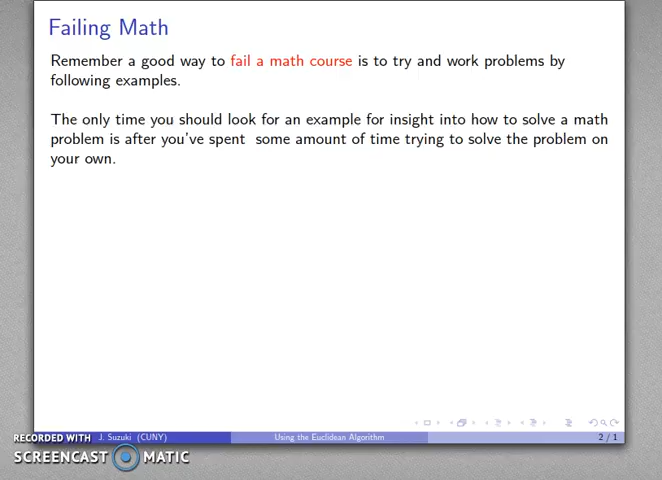 Failing Math
Remember a good way to fail a math course is to try and work problems by
following examples.
The only time you should look for an example for insight into how to solve a math
problem is after you've spent some amount of time trying to solve the problem on
your own.
RECORDED WITH
SCREENCAST MATIC
J. Suzuki (CUNY)
Using the Euclidean Algorithm
2 / 1